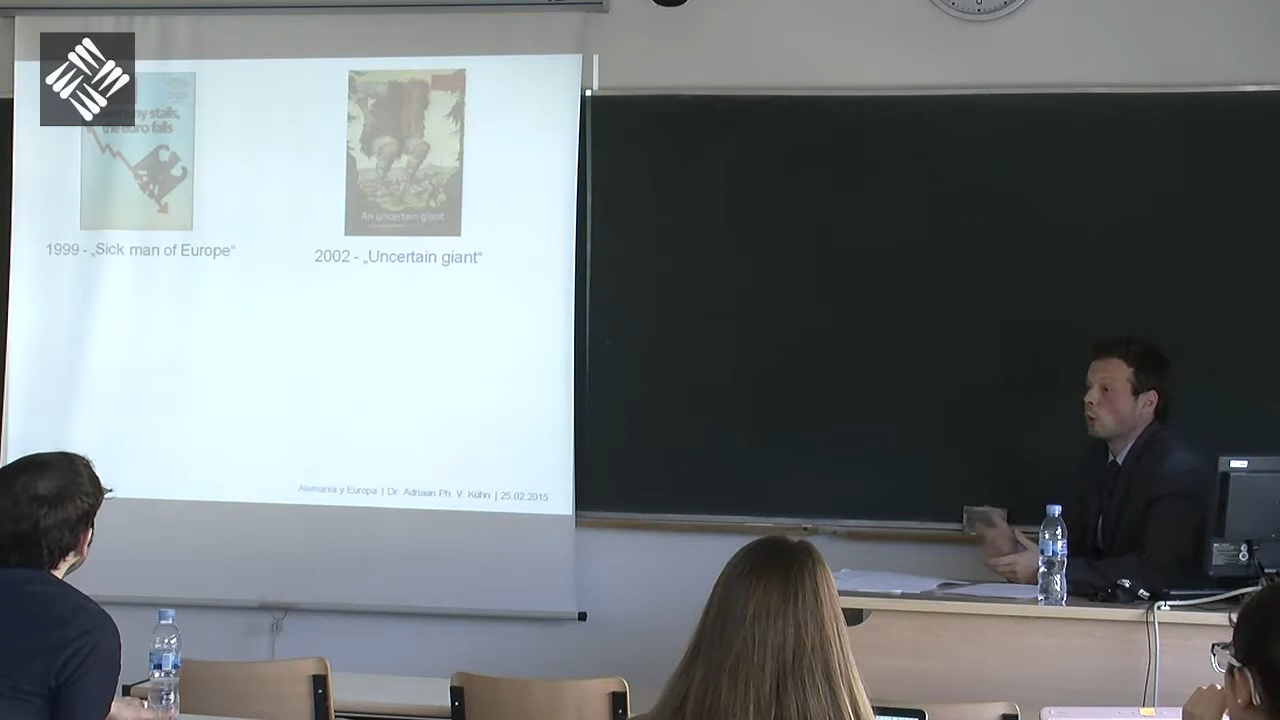 stalls,
the euro falls
An uncertain giant
1999 - „Sick man of Europe“
2002 - „Uncertain giant“
Alemania y Europa | Dr. Adriaan Ph. V. Kühn | 25.02.2015